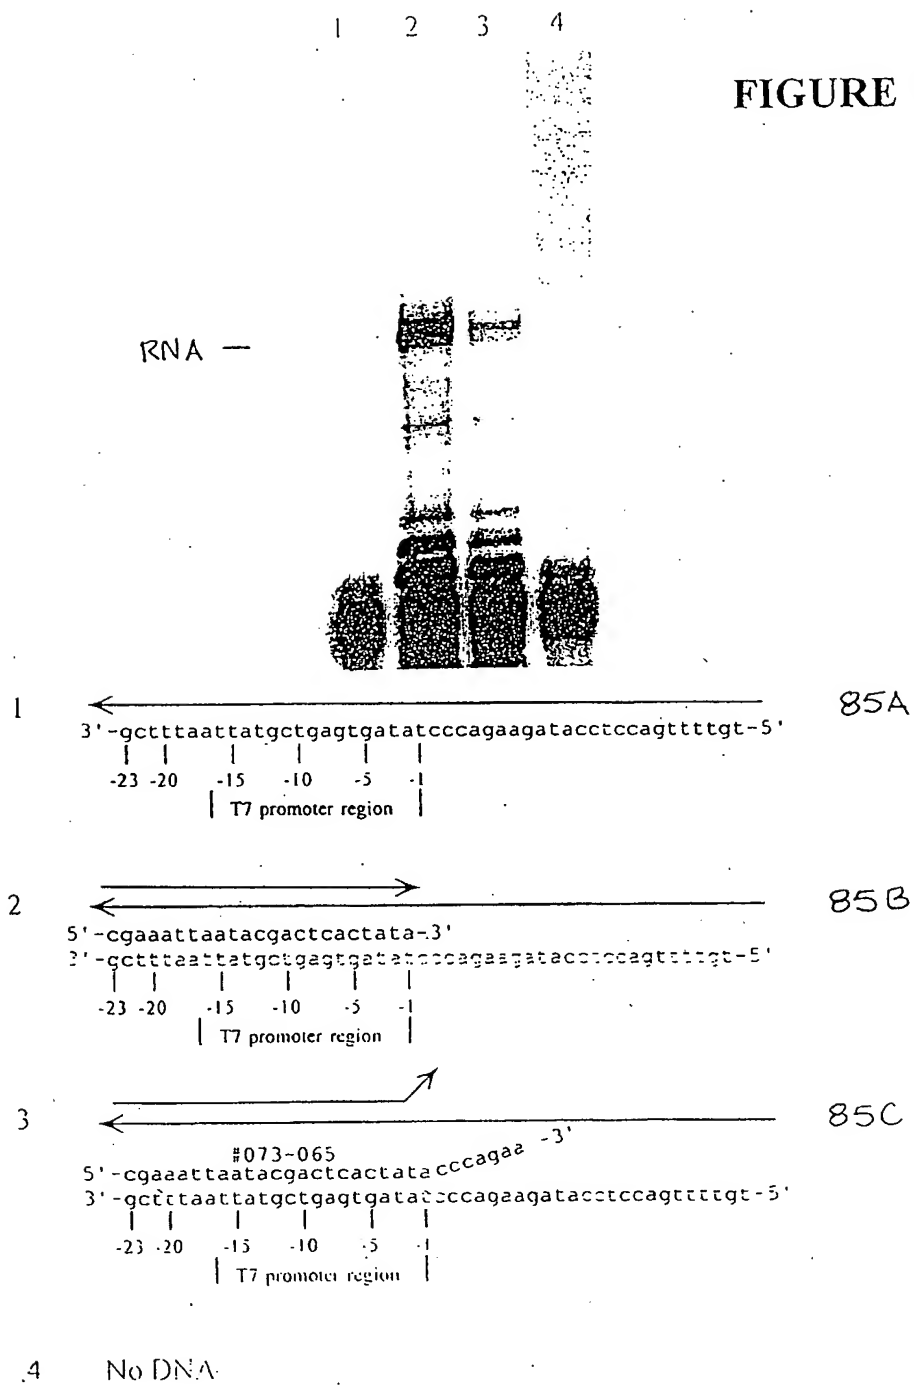 1 2 3 4
FIGURE
RNA —
1
85A
3'-gctttaattatgctgagtgatatcccagaagatacctccagttttgt-5'
-23 -20 -15 -10 -5 -1
T7 promoter region
2
85B
5'-cgaaattaatacgactcactata-3'
3'-gctttaattatgctgagtgatatcccagaagatacctccagttttgt-5'
-23 -20 -15 -10 -5 -1
T7 promoter region
3
85C
#073-065
5'-cgaaattaatacgactcactatacccagaa -3'
3'-gctttaattatgctgagtgatatcccagaagatacctccagttttgt-5'
-23 -20 -15 -10 -5 -1
T7 promoter region
4 No DNA